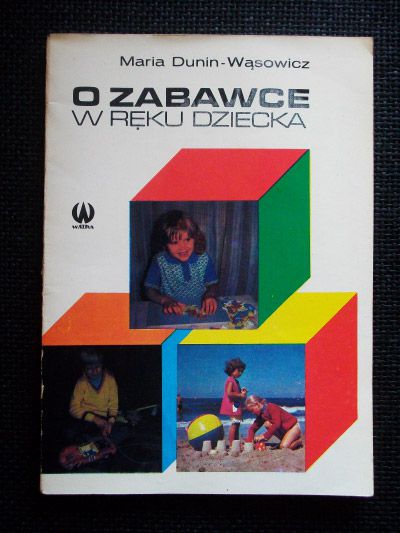 Maria Dunin-Wąsowicz
O ZABAWCE
W RĘKU DZIECKA
WATRA